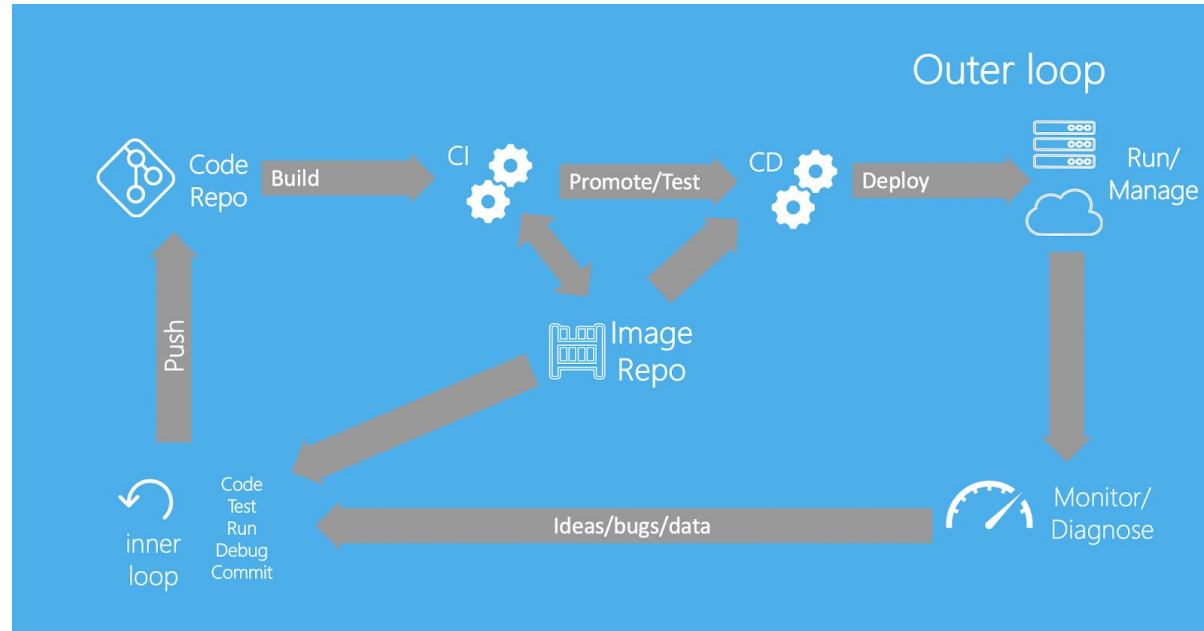 Outer loop
Code
Repo
Build
CI
Promote/Test
CD
Deploy
Run/
Manage
Push
Image
Repo
inner
loop
Code
Test
Run
Debug
Commit
Ideas/bugs/data
Monitor/
Diagnose